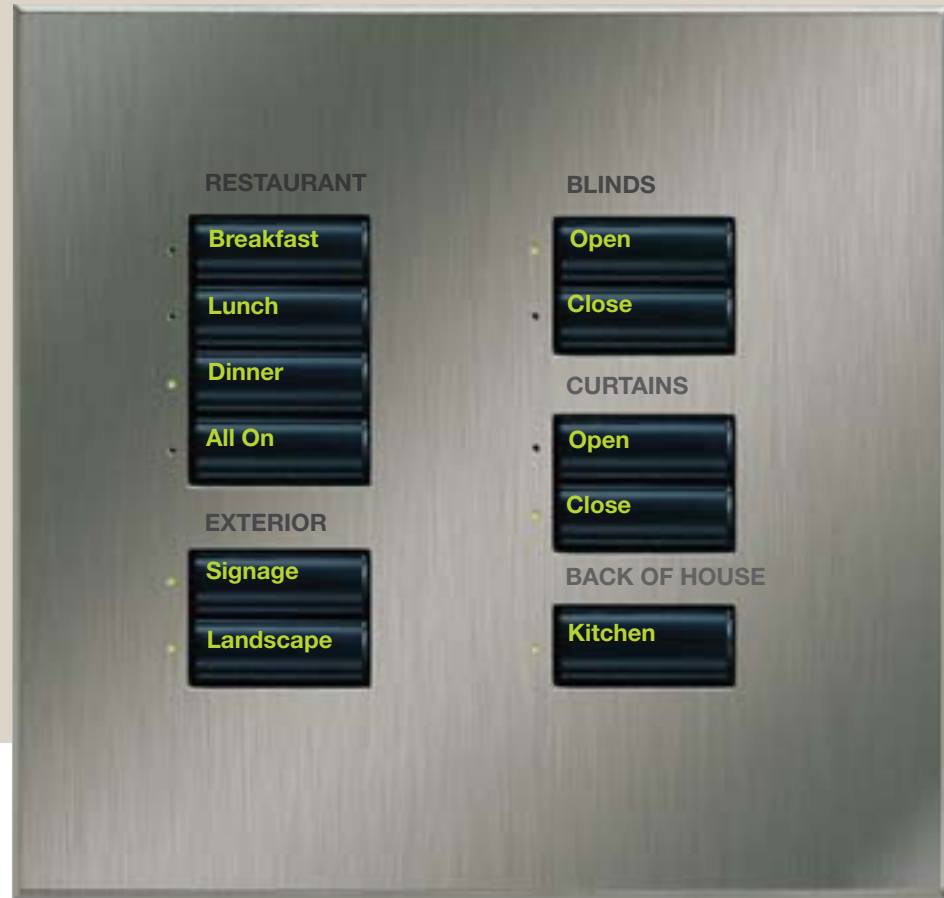 RESTAURANT
Breakfast
Lunch
Dinner
All On
EXTERIOR
Signage
Landscape
BLINDS
Open
Close
CURTAINS
Open
Close
BACK OF HOUSE
Kitchen